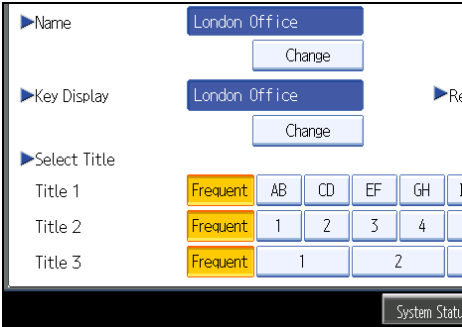 ▶Name London Office
Change
▶Key Display London Office ▶Re
Change
▶Select Title
Title 1 Frequent AB CD EF GH
Title 2 Frequent 1 2 3 4
Title 3 Frequent 1 2
System Statu